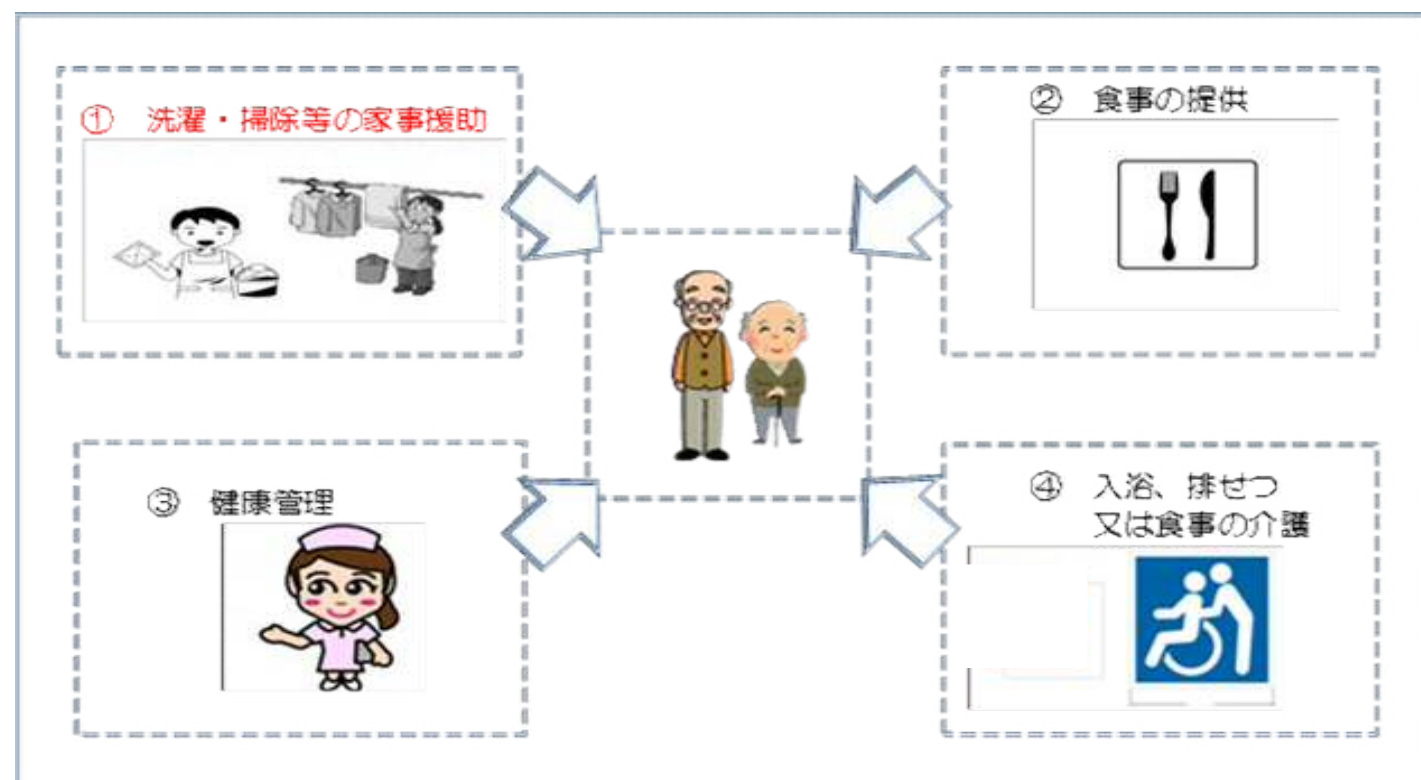 ① 洗濯・掃除等の家事援助
② 食事の提供
③ 健康管理
④ 入浴、排せつ
又は食事の介護